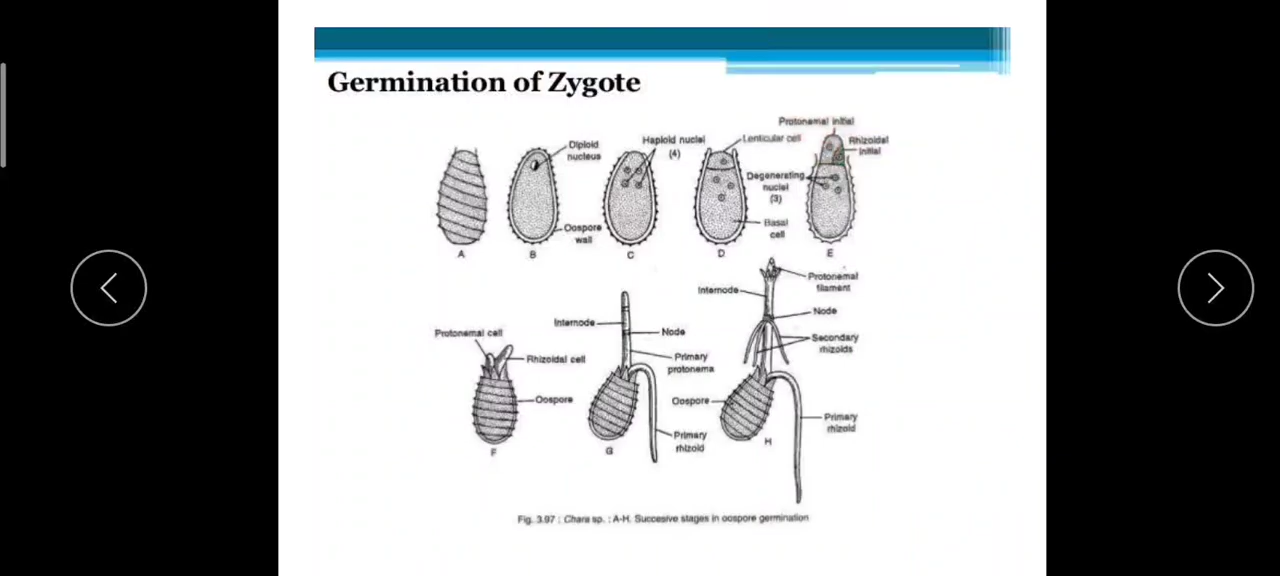 Germination of Zygote
Protonemal initial
Diploid
nucleus
Haploid nuclei
(4)
Lenticular cell
Rhizoidal
initial
Degenerating
nuclei
(3)
Oospore
wall
Basal
cell
A
B
C
D
E
Protonemal cell
Rhizoidal cell
Oospore
F
Internode
Node
Primary
protonema
Primary
rhizoid
G
Internode
Protonemal
filament
Node
Secondary
rhizoids
Oospore
Primary
rhizoid
H
Fig. 3.97 : Chara sp. : A-H. Succesive stages in oospore germination